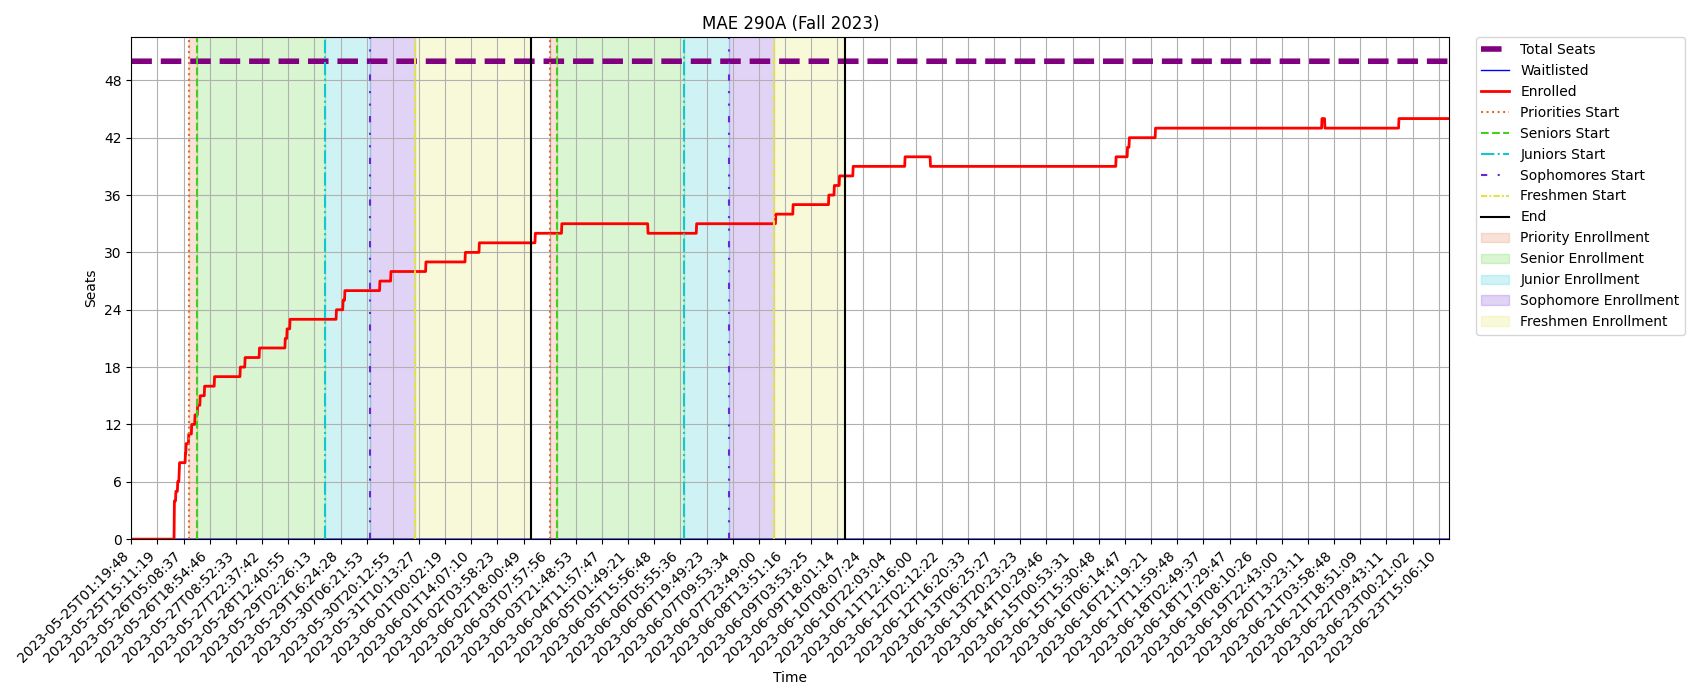 MAE 290A (Fall 2023)
Seats
48
42
36
30
24
18
12
6
0
2023-05-25T01:19:48
2023-05-25T15:11:19
2023-05-26T05:08:37
2023-05-26T18:54:46
2023-05-27T08:52:33
2023-05-27T22:37:42
2023-05-28T12:40:55
2023-05-29T02:26:13
2023-05-29T16:24:28
2023-05-30T06:21:53
2023-05-30T20:12:55
2023-05-31T10:13:27
2023-06-01T00:02:19
2023-06-01T14:07:10
2023-06-02T03:58:23
2023-06-02T18:00:49
2023-06-03T07:57:56
2023-06-03T21:48:53
2023-06-04T11:57:47
2023-06-05T01:49:21
2023-06-05T15:56:48
2023-06-06T05:55:36
2023-06-06T19:49:23
2023-06-07T09:53:34
2023-06-07T23:49:00
2023-06-08T13:51:16
2023-06-09T03:53:25
2023-06-09T18:01:14
2023-06-10T08:07:24
2023-06-10T22:03:04
2023-06-11T12:16:00
2023-06-12T02:12:22
2023-06-12T16:20:33
2023-06-13T06:25:27
2023-06-13T20:23:23
2023-06-14T10:29:46
2023-06-15T00:53:31
2023-06-15T15:30:48
2023-06-16T06:14:47
2023-06-16T21:19:21
2023-06-17T11:59:48
2023-06-18T02:49:37
2023-06-18T17:29:47
2023-06-19T08:10:26
2023-06-19T22:43:00
2023-06-20T13:23:11
2023-06-21T03:58:48
2023-06-21T18:51:09
2023-06-22T09:43:11
2023-06-23T00:21:02
2023-06-23T15:06:10
Time
Total Seats
Waitlisted
Enrolled
Priorities Start
Seniors Start
Juniors Start
Sophomores Start
Freshmen Start
End
Priority Enrollment
Senior Enrollment
Junior Enrollment
Sophomore Enrollment
Freshmen Enrollment